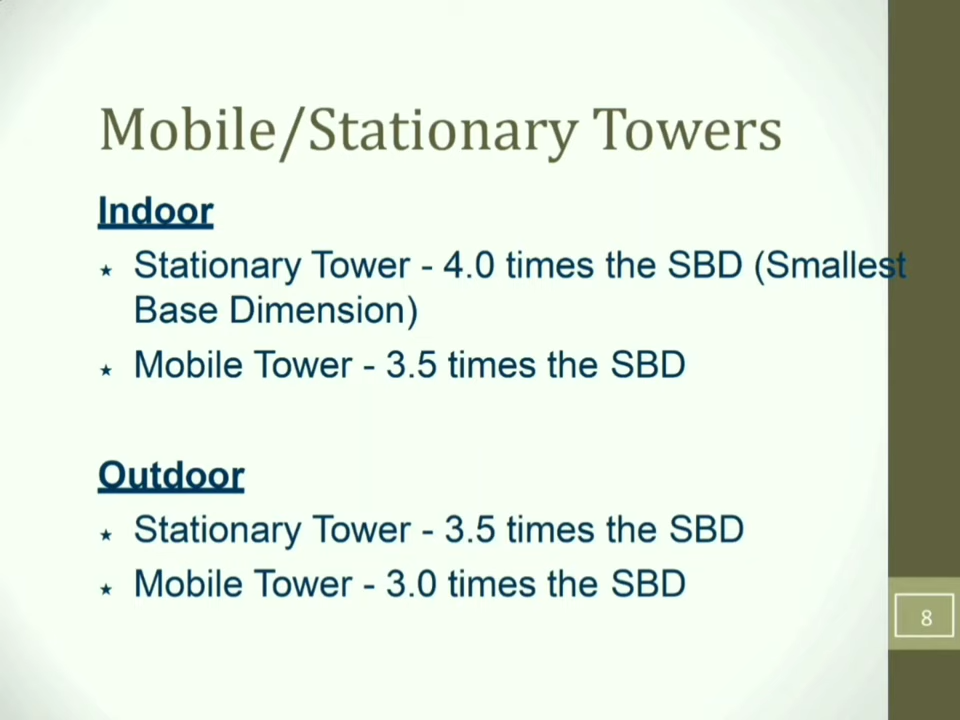 Mobile/Stationary Towers
Indoor
★ Stationary Tower - 4.0 times the SBD (Smallest
Base Dimension)
★ Mobile Tower - 3.5 times the SBD
Outdoor
★ Stationary Tower - 3.5 times the SBD
★ Mobile Tower - 3.0 times the SBD
8